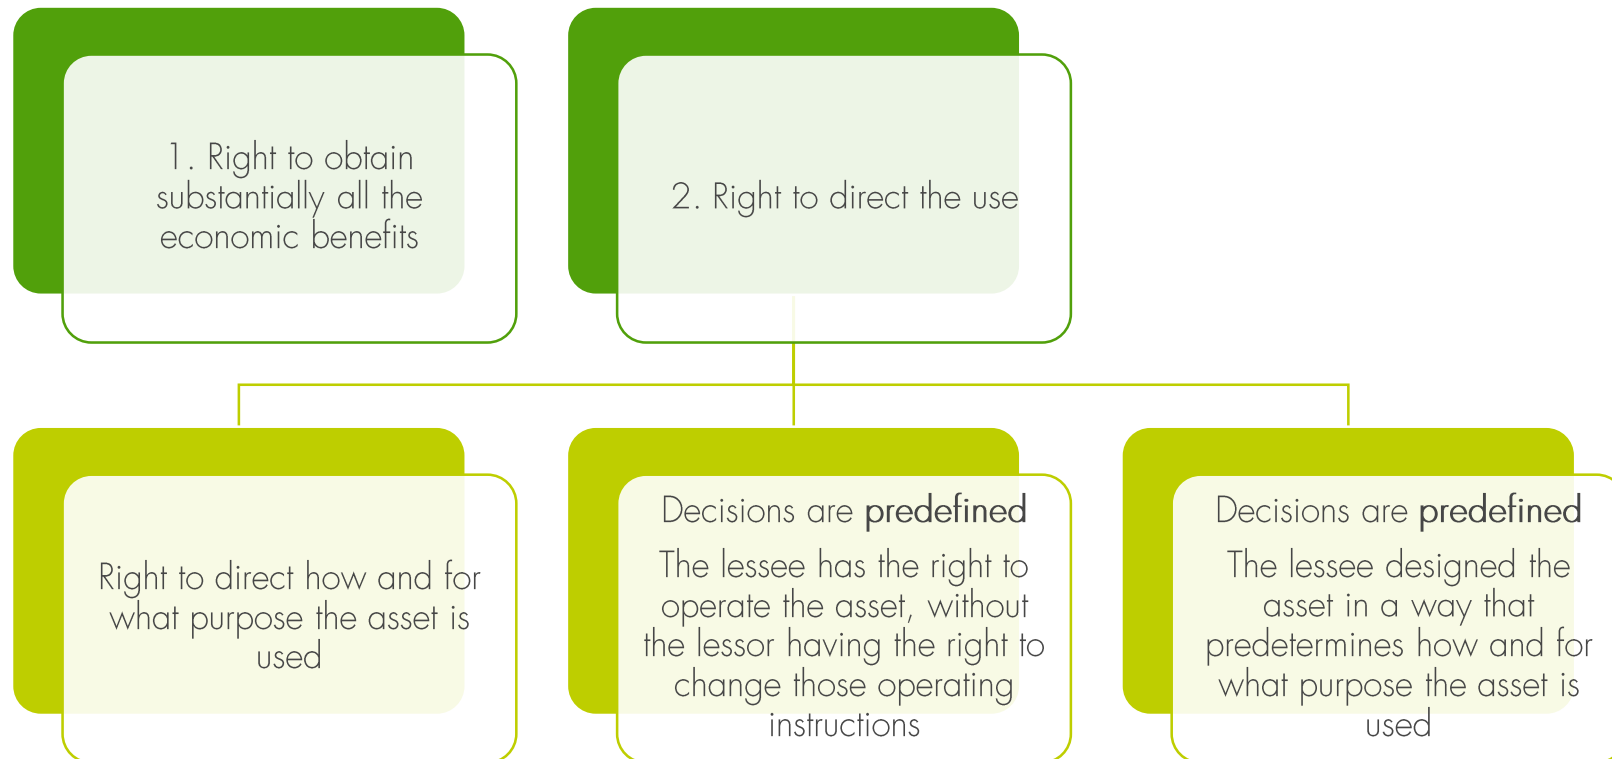 1. Right to obtain
substantially all the
economic benefits
2. Right to direct the use
Right to direct how and for
what purpose the asset is
used
Decisions are predefined
The lessee has the right to
operate the asset, without
the lessor having the right to
change those operating
instructions
Decisions are predefined
The lessee designed the
asset in a way that
predetermines how and for
what purpose the asset is
used